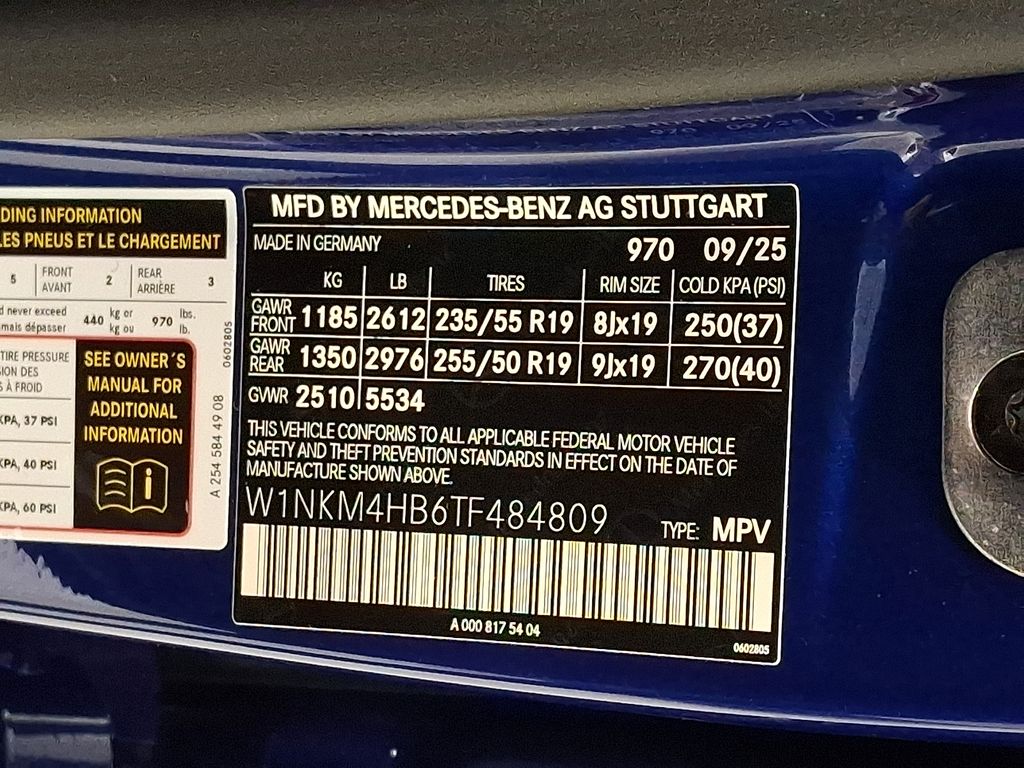 DING INFORMATION
LES PNEUS ET LE CHARGEMENT
5 FRONT AVANT 2 REAR ARRIÈRE 3
never exceed 440 kg or kg ou 970 lbs. lb.
mais dépasser
TIRE PRESSURE
SION DES
À FROID
KPA, 37 PSI
KPA, 40 PSI
KPA, 60 PSI
SEE OWNER´S
MANUAL FOR
ADDITIONAL
INFORMATION
0602805
A 254 584 49 08
MFD BY MERCEDES-BENZ AG STUTTGART
MADE IN GERMANY 970 09/25
KG LB TIRES RIM SIZE COLD KPA (PSI)
GAWR FRONT 1185 2612 235/55 R19 8Jx19 250(37)
GAWR REAR 1350 2976 255/50 R19 9Jx19 270(40)
GVWR 2510 5534
THIS VEHICLE CONFORMS TO ALL APPLICABLE FEDERAL MOTOR VEHICLE
SAFETY AND THEFT PREVENTION STANDARDS IN EFFECT ON THE DATE OF
MANUFACTURE SHOWN ABOVE.
W1NKM4HB6TF484809 TYPE: MPV
A 000 817 54 04
0602805